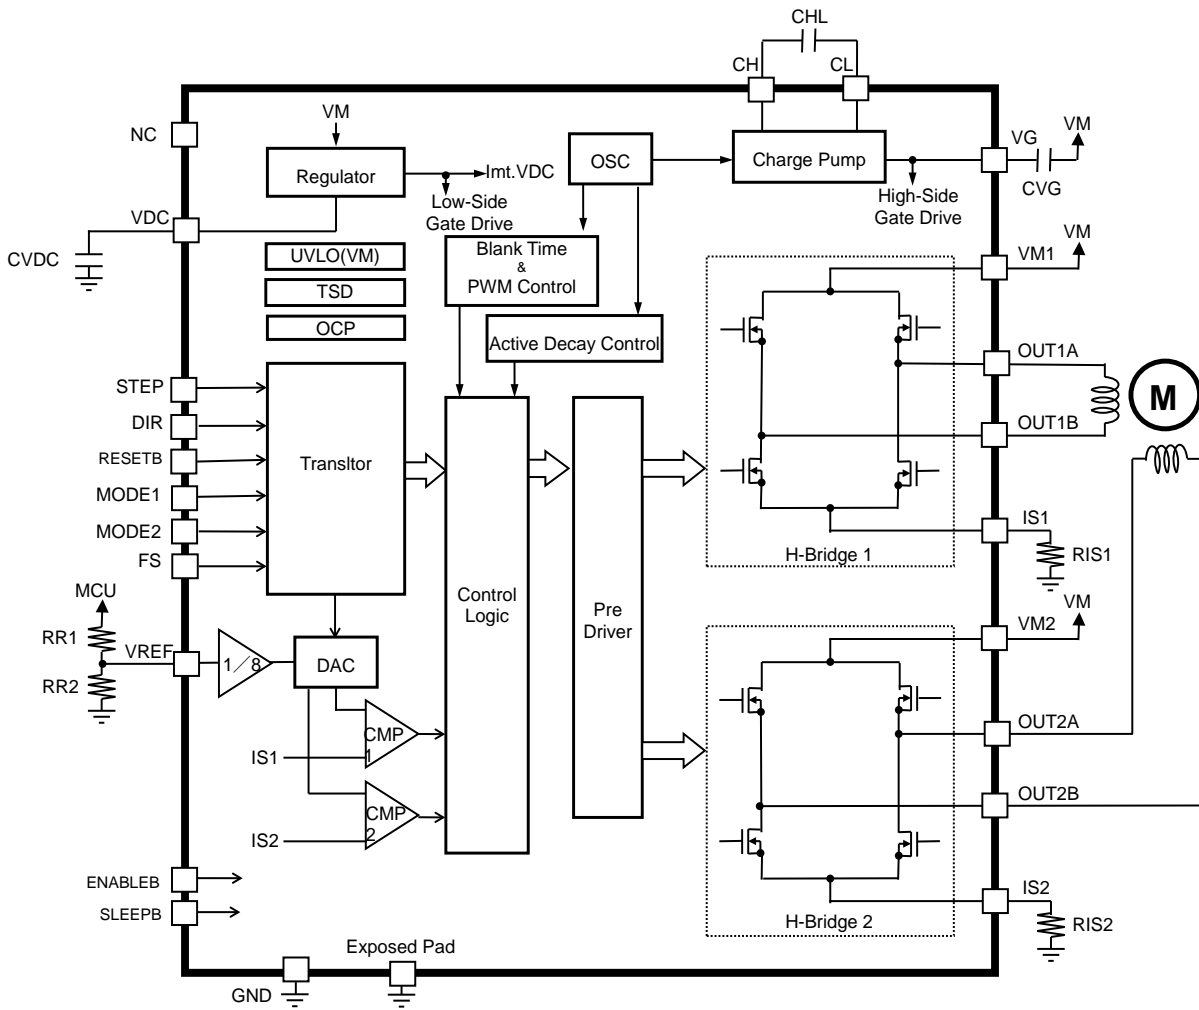 CHL
CH
CL
NC
VM
Regulator
Imt.VDC
Low-Side
Gate Drive
OSC
Charge Pump
High-Side
Gate Drive
VG
VM
CVG
VDC
CVDC
UVLO(VM)
TSD
OCP
Blank Time
&
PWM Control
Active Decay Control
VM
VM1
STEP
DIR
RESETB
MODE1
MODE2
FS
Transltor
OUT1A
OUT1B
M
IS1
RIS1
H-Bridge 1
MCU
RR1
VREF
RR2
1/8
DAC
Control
Logic
Pre
Driver
VM
VM2
CMP
1
IS1
CMP
2
IS2
OUT2A
OUT2B
IS2
RIS2
H-Bridge 2
ENABLEB
SLEEPB
Exposed Pad
GND